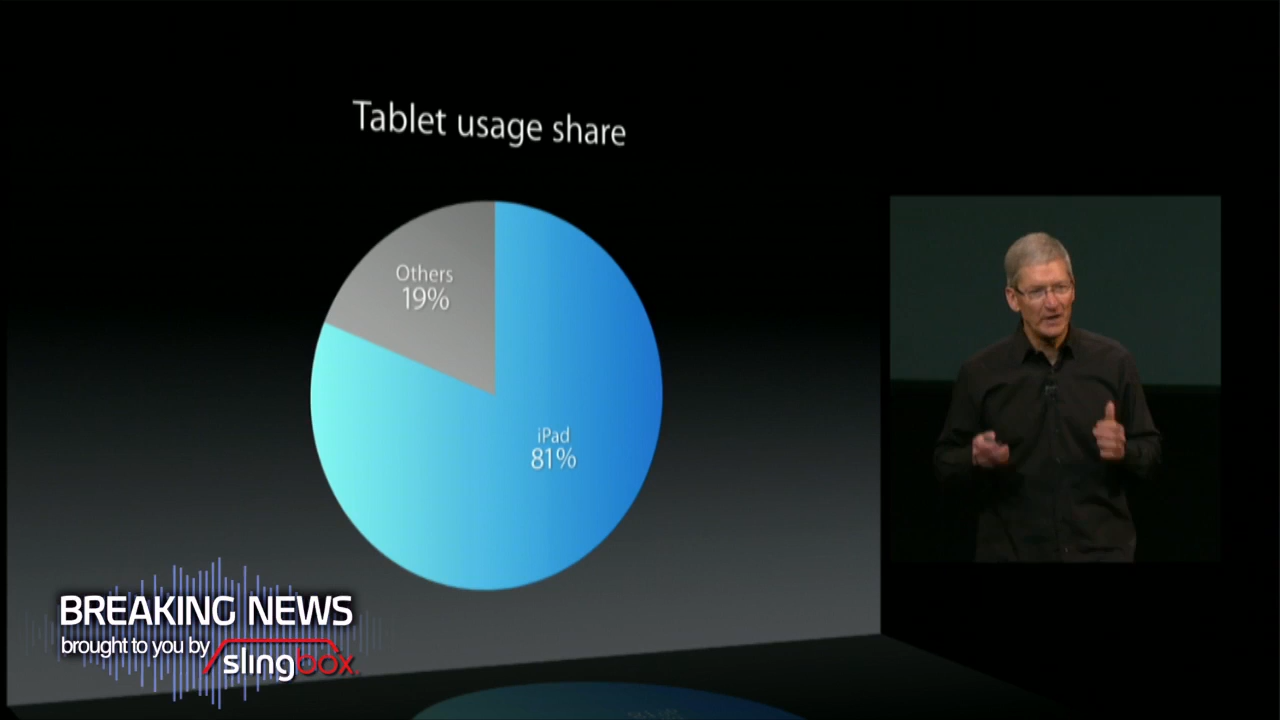 Tablet usage share
Others
19%
iPad
81%
BREAKING NEWS
brought to you by
slingbox